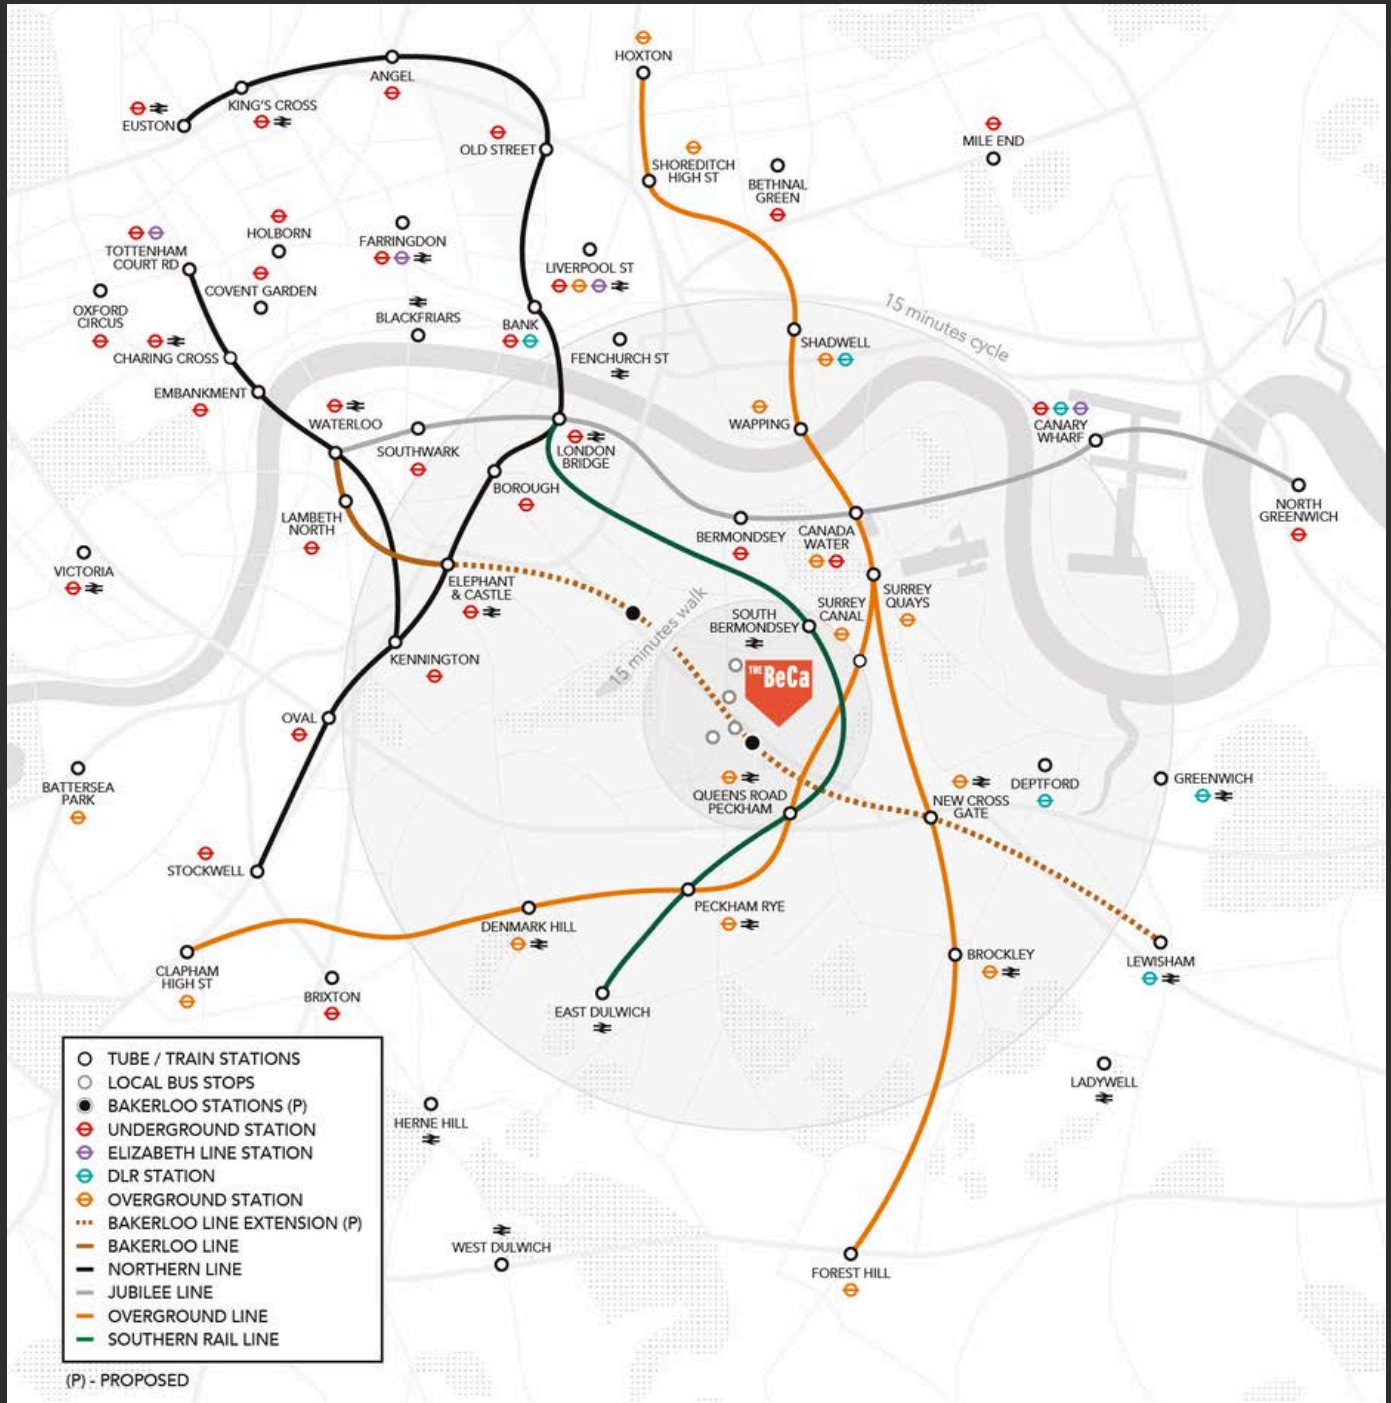 HOXTON
ANGEL
KING'S CROSS
EUSTON
OLD STREET
MILE END
SHOREDITCH
HIGH ST
BETHNAL
GREEN
HOLBORN
FARRINGDON
TOTTENHAM
COURT RD
LIVERPOOL ST
COVENT GARDEN
OXFORD
CIRCUS
BLACKFRIARS
BANK
15 minutes cycle
SHADWELL
CHARING CROSS
FENCHURCH ST
EMBANKMENT
WATERLOO
WAPPING
CANARY
WHARF
SOUTHWARK
LONDON
BRIDGE
BOROUGH
NORTH
GREENWICH
LAMBETH
NORTH
BERMONDSEY
CANADA
WATER
VICTORIA
ELEPHANT
& CASTLE
SURREY
QUAYS
SURREY
CANAL
SOUTH
BERMONDSEY
15 minutes walk
KENNINGTON
THE BeCa
OVAL
BATTERSEA
PARK
QUEENS ROAD
PECKHAM
NEW CROSS
GATE
DEPTFORD
GREENWICH
STOCKWELL
PECKHAM RYE
DENMARK HILL
BROCKLEY
LEWISHAM
CLAPHAM
HIGH ST
BRIXTON
EAST DULWICH
LADYWELL
HERNE HILL
WEST DULWICH
FOREST HILL
TUBE / TRAIN STATIONS
LOCAL BUS STOPS
BAKERLOO STATIONS (P)
UNDERGROUND STATION
ELIZABETH LINE STATION
DLR STATION
OVERGROUND STATION
BAKERLOO LINE EXTENSION (P)
BAKERLOO LINE
NORTHERN LINE
JUBILEE LINE
OVERGROUND LINE
SOUTHERN RAIL LINE
(P) - PROPOSED